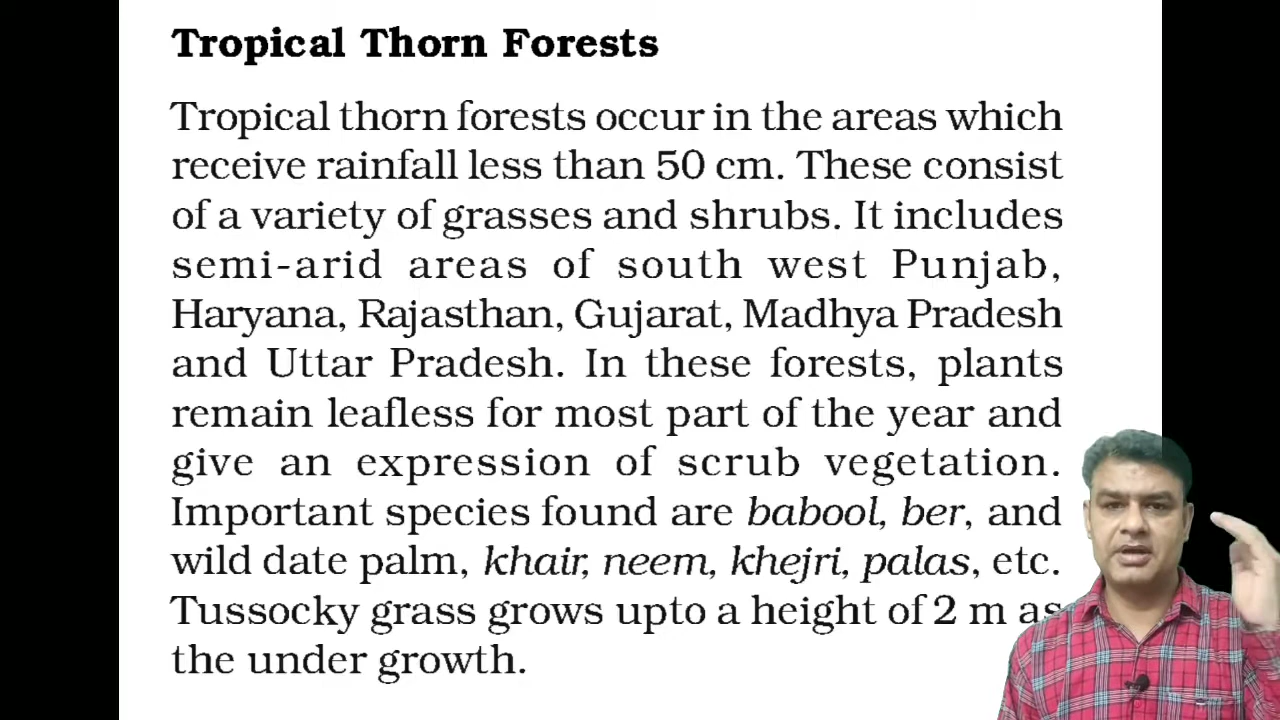 Tropical Thorn Forests
Tropical thorn forests occur in the areas which
receive rainfall less than 50 cm. These consist
of a variety of grasses and shrubs. It includes
semi-arid areas of south west Punjab,
Haryana, Rajasthan, Gujarat, Madhya Pradesh
and Uttar Pradesh. In these forests, plants
remain leafless for most part of the year and
give an expression of scrub vegetation.
Important species found are babool, ber, and
wild date palm, khair, neem, khejri, palas, etc.
Tussocky grass grows upto a height of 2 m as
the under growth.